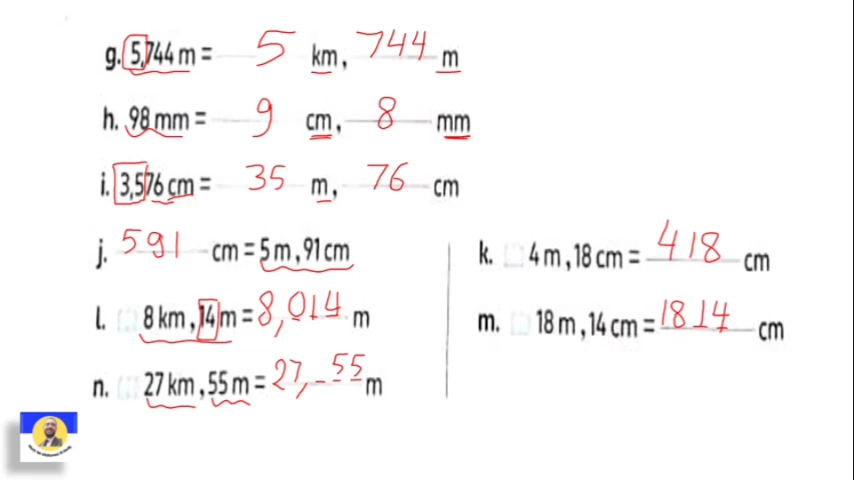 g. 5,744 m = 5 km, 744 m
h. 98 mm = 9 cm, 8 mm
i. 3,576 cm = 35 m, 76 cm
j. 591 cm = 5 m, 91 cm
k. 4 m, 18 cm = 418 cm
l. 8 km, 14 m = 8,014 m
m. 18 m, 14 cm = 1814 cm
n. 27 km, 55 m = 27, _55 m